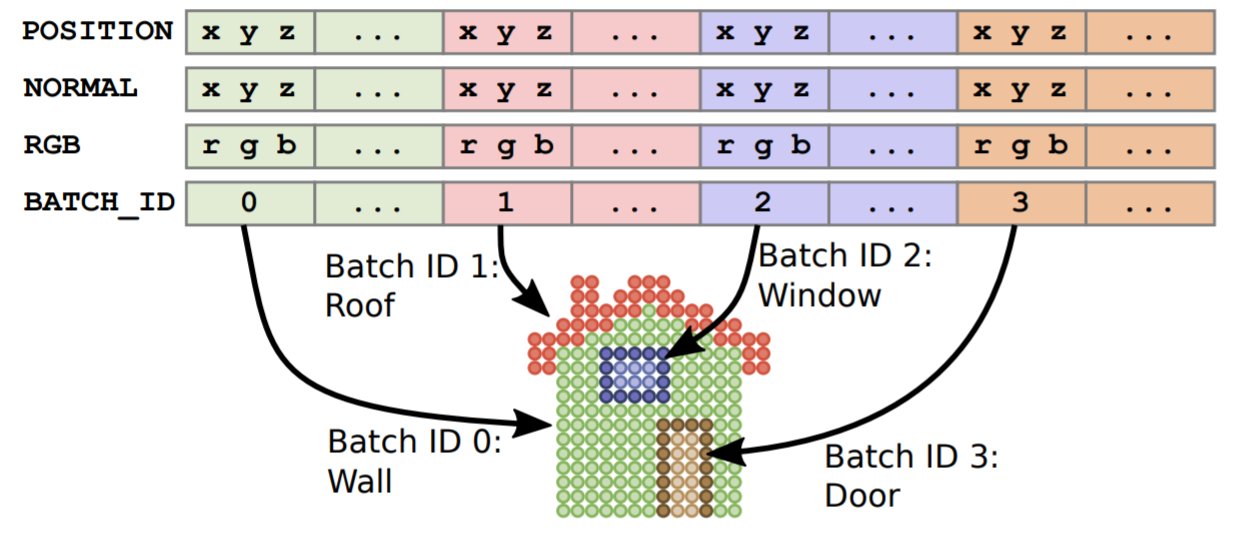 POSITION x y z ... x y z ... x y z ... x y z ...
NORMAL x y z ... x y z ... x y z ... x y z ...
RGB r g b ... r g b ... r g b ... r g b ...
BATCH_ID 0 ... 1 ... 2 ... 3 ...
Batch ID 1:
Roof
Batch ID 2:
Window
Batch ID 0:
Wall
Batch ID 3:
Door